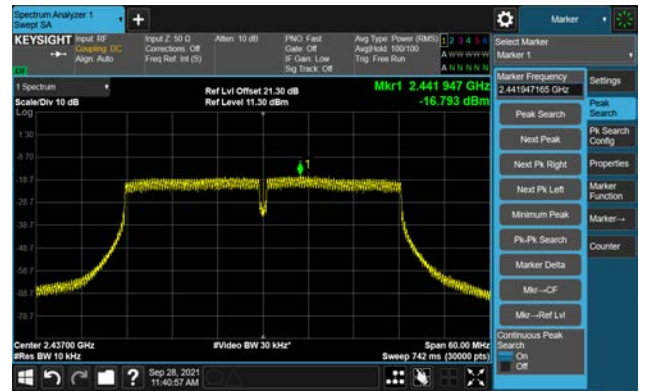 Spectrum Analyzer 1
Swept SA
+
Marker
KEYSIGHT
Input: RF
Coupling: DC
Align: Auto
Input Z: 50 Ω
Corrections: Off
Freq Ref: Int (S)
Atten: 10 dB
PNO: Fast
Gate: Off
IF Gain: Low
Sig Track: Off
Avg Type: Power (RMS)
Avg|Hold: 100/100
Trig: Free Run
1 2 3 4 5 6
A W W W W W
A N N N N N
Select Marker
Marker 1
1 Spectrum
Scale/Div 10 dB
Log
Ref Lvl Offset 21.30 dB
Ref Level 11.30 dBm
Mkr1 2.441 947 GHz
-16.793 dBm
1.30
-8.70
-18.7
-28.7
-38.7
-48.7
-58.7
-68.7
-78.7
1
Center 2.43700 GHz
#Res BW 10 kHz
#Video BW 30 kHz*
Span 60.00 MHz
Sweep 742 ms (30000 pts)
Marker Frequency
2.441947165 GHz
Peak Search
Next Peak
Next Pk Right
Next Pk Left
Minimum Peak
Pk-Pk Search
Marker Delta
Mkr→CF
Mkr→Ref Lvl
Continuous Peak
Search
On
Off
Settings
Peak
Search
Pk Search
Config
Properties
Marker
Function
Marker→
Counter
?
Sep 28, 2021
11:40:57 AM